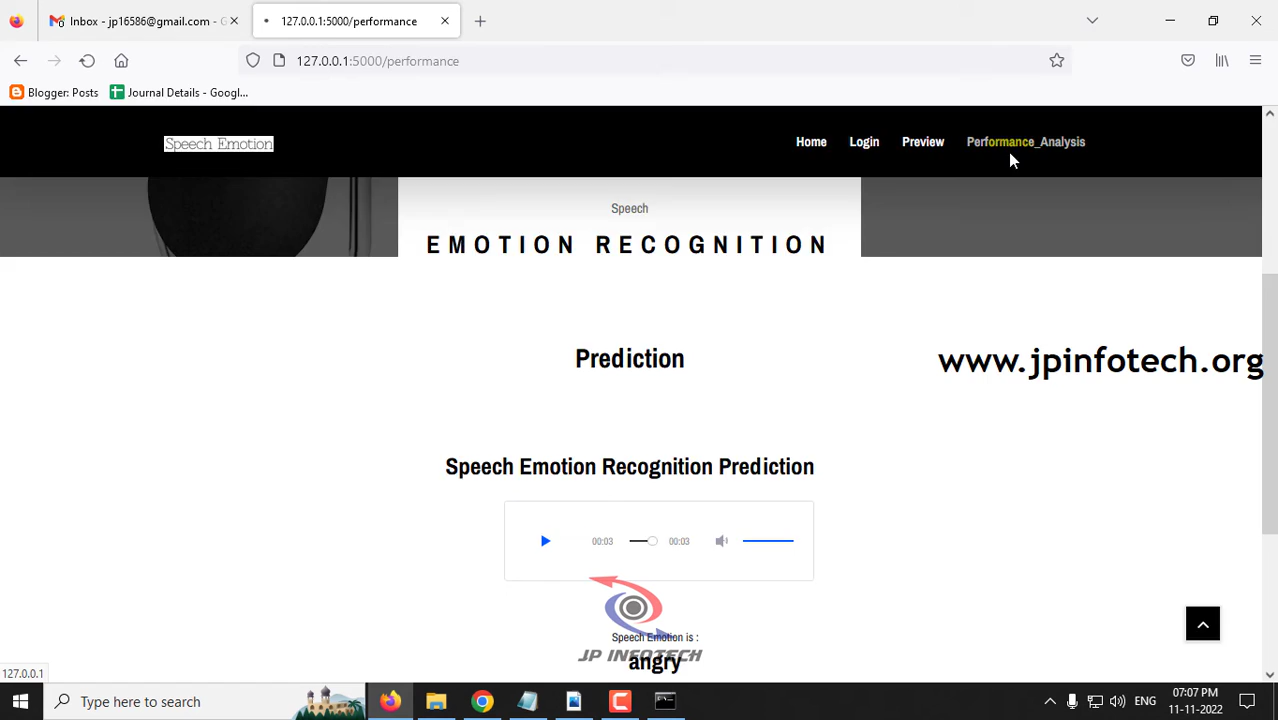 Inbox - jp16586@gmail.com - G
127.0.0.1:5000/performance
127.0.0.1:5000/performance
Blogger: Posts
Journal Details - Googl...
Speech Emotion
Home
Login
Preview
Performance_Analysis
Speech
EMOTION RECOGNITION
Prediction
www.jpinfotech.org
Speech Emotion Recognition Prediction
00:03
00:03
Speech Emotion is :
JP INFOTECH
angry
127.0.0.1
Type here to search
ENG
07:07 PM
11-11-2022